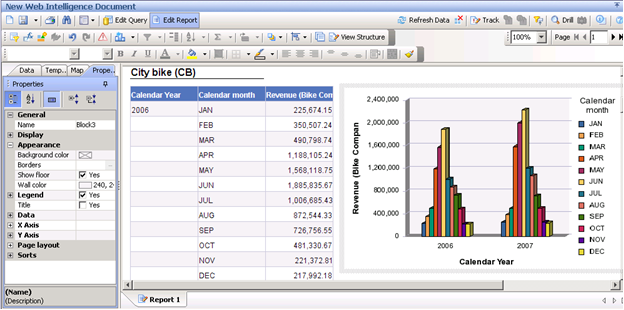 New Web Intelligence Document
Edit Query Edit Report Refresh Data Track Drill
View Structure 100% Page 1
B I U A
Data Temp.. Map Prope..
Properties
General
Name Block3
Display
Appearance
Background color
Borders
Show floor Yes
Wall color 240, 2
Legend Yes
Title Yes
Data
X Axis
Y Axis
Page layout
Sorts
(Name)
(Description)
City bike (CB)
Calendar Year Calendar month Revenue (Bike Com
2006 JAN 225,674.15
FEB 350,507.24
MAR 490,798.74
APR 1,188,105.24
MAY 1,568,118.75
JUN 1,885,835.67
JUL 1,006,685.43
AUG 872,544.33
SEP 726,756.55
OCT 481,330.67
NOV 221,372.81
DEC 217,992.18
Revenue (Bike Compan
2,400,000
2,000,000
1,600,000
1,200,000
800,000
400,000
0
2006 2007
Calendar Year
Calendar
month
JAN
FEB
MAR
APR
MAY
JUN
JUL
AUG
SEP
OCT
NOV
DEC
Report 1